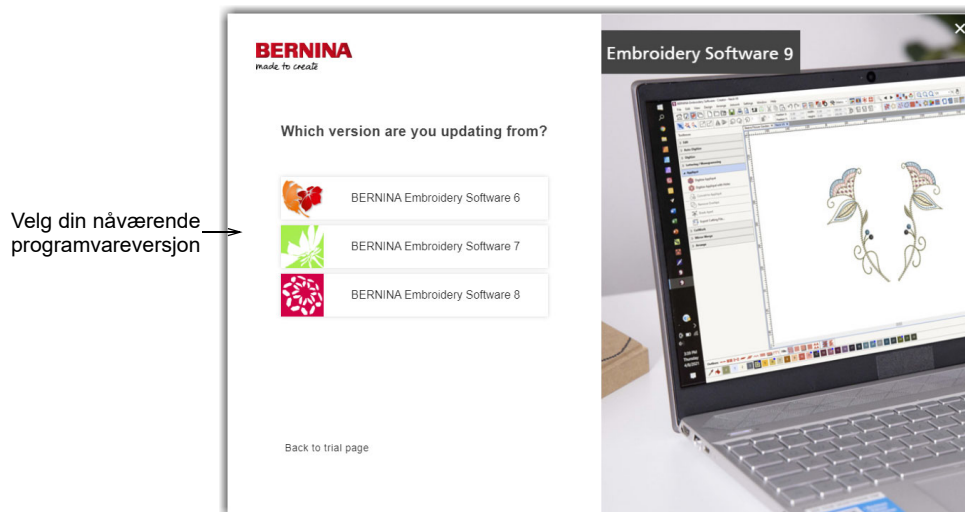 BERNINA
made to create
Embroidery Software 9
Which version are you updating from?
BERNINA Embroidery Software 6
Velg din nåværende
programvareversjon
BERNINA Embroidery Software 7
BERNINA Embroidery Software 8
Back to trial page